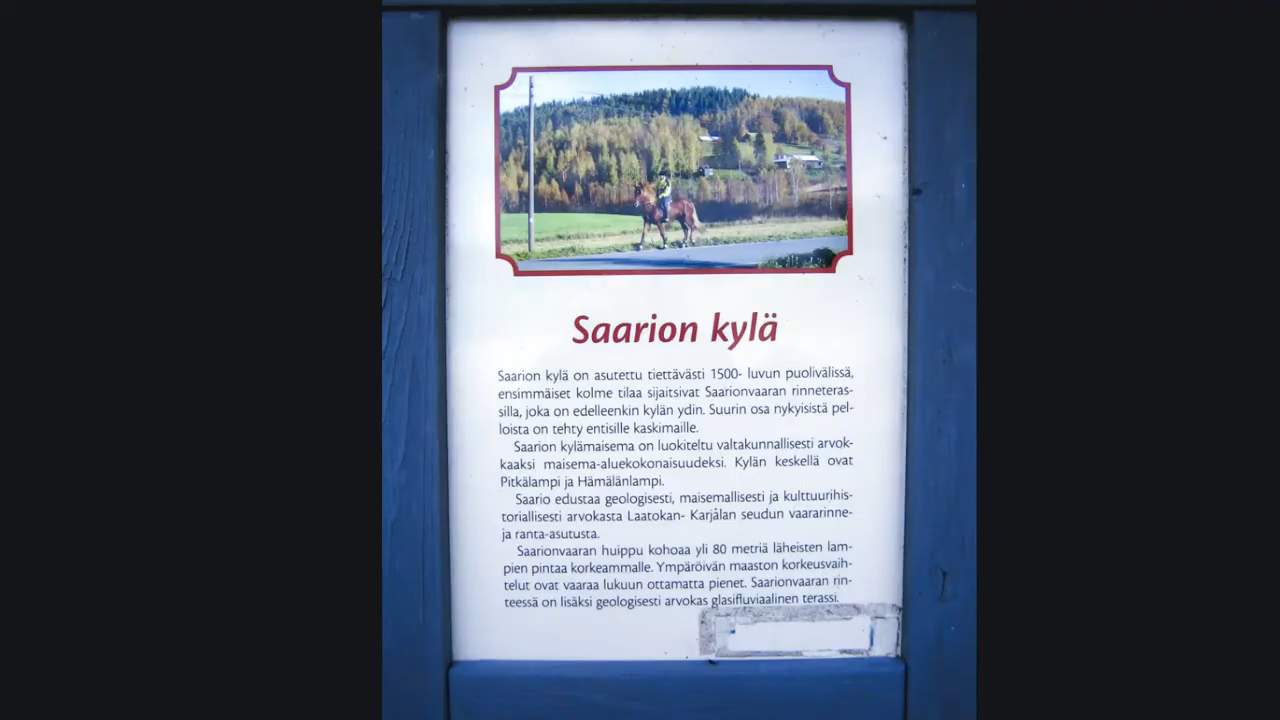 Saarion kylä
Saarion kylä on asutettu tiettävästi 1500- luvun puolivälissä,
ensimmäiset kolme tilaa sijaitsivat Saarionvaaran rinneteras-
silla, joka on edelleenkin kylän ydin. Suurin osa nykyisistä pel-
loista on tehty entisille kaskimaille.
Saarion kylämaisema on luokiteltu valtakunnallisesti arvok-
kaaksi maisema-aluekokonaisuudeksi. Kylän keskellä ovat
Pitkälampi ja Hämälänlampi.
Saario edustaa geologisesti, maisemallisesti ja kulttuurihis-
toriallisesti arvokasta Laatokan- Karjalan seudun vaararinne-
ja ranta-asutusta.
Saarionvaaran huippu kohoaa yli 80 metriä läheisten lam-
pien pintaa korkeammalle. Ympäröivän maaston korkeusvaih-
telut ovat vaaraa lukuun ottamatta pienet. Saarionvaaran rin-
teessä on lisäksi geologisesti arvokas glasifluviaalinen terassi.